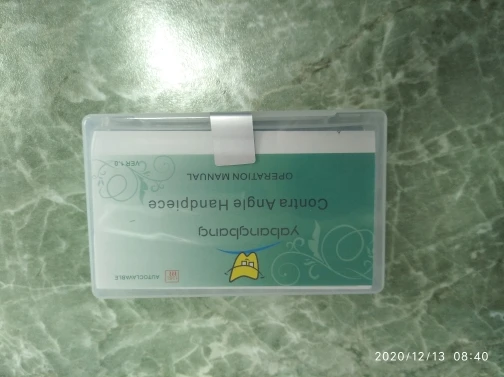 AUTOCLAVABLE
Yabangbang
Contra Angle Handpiece
OPERATION MANUAL
VER 1.0
2020/12/13 08:40